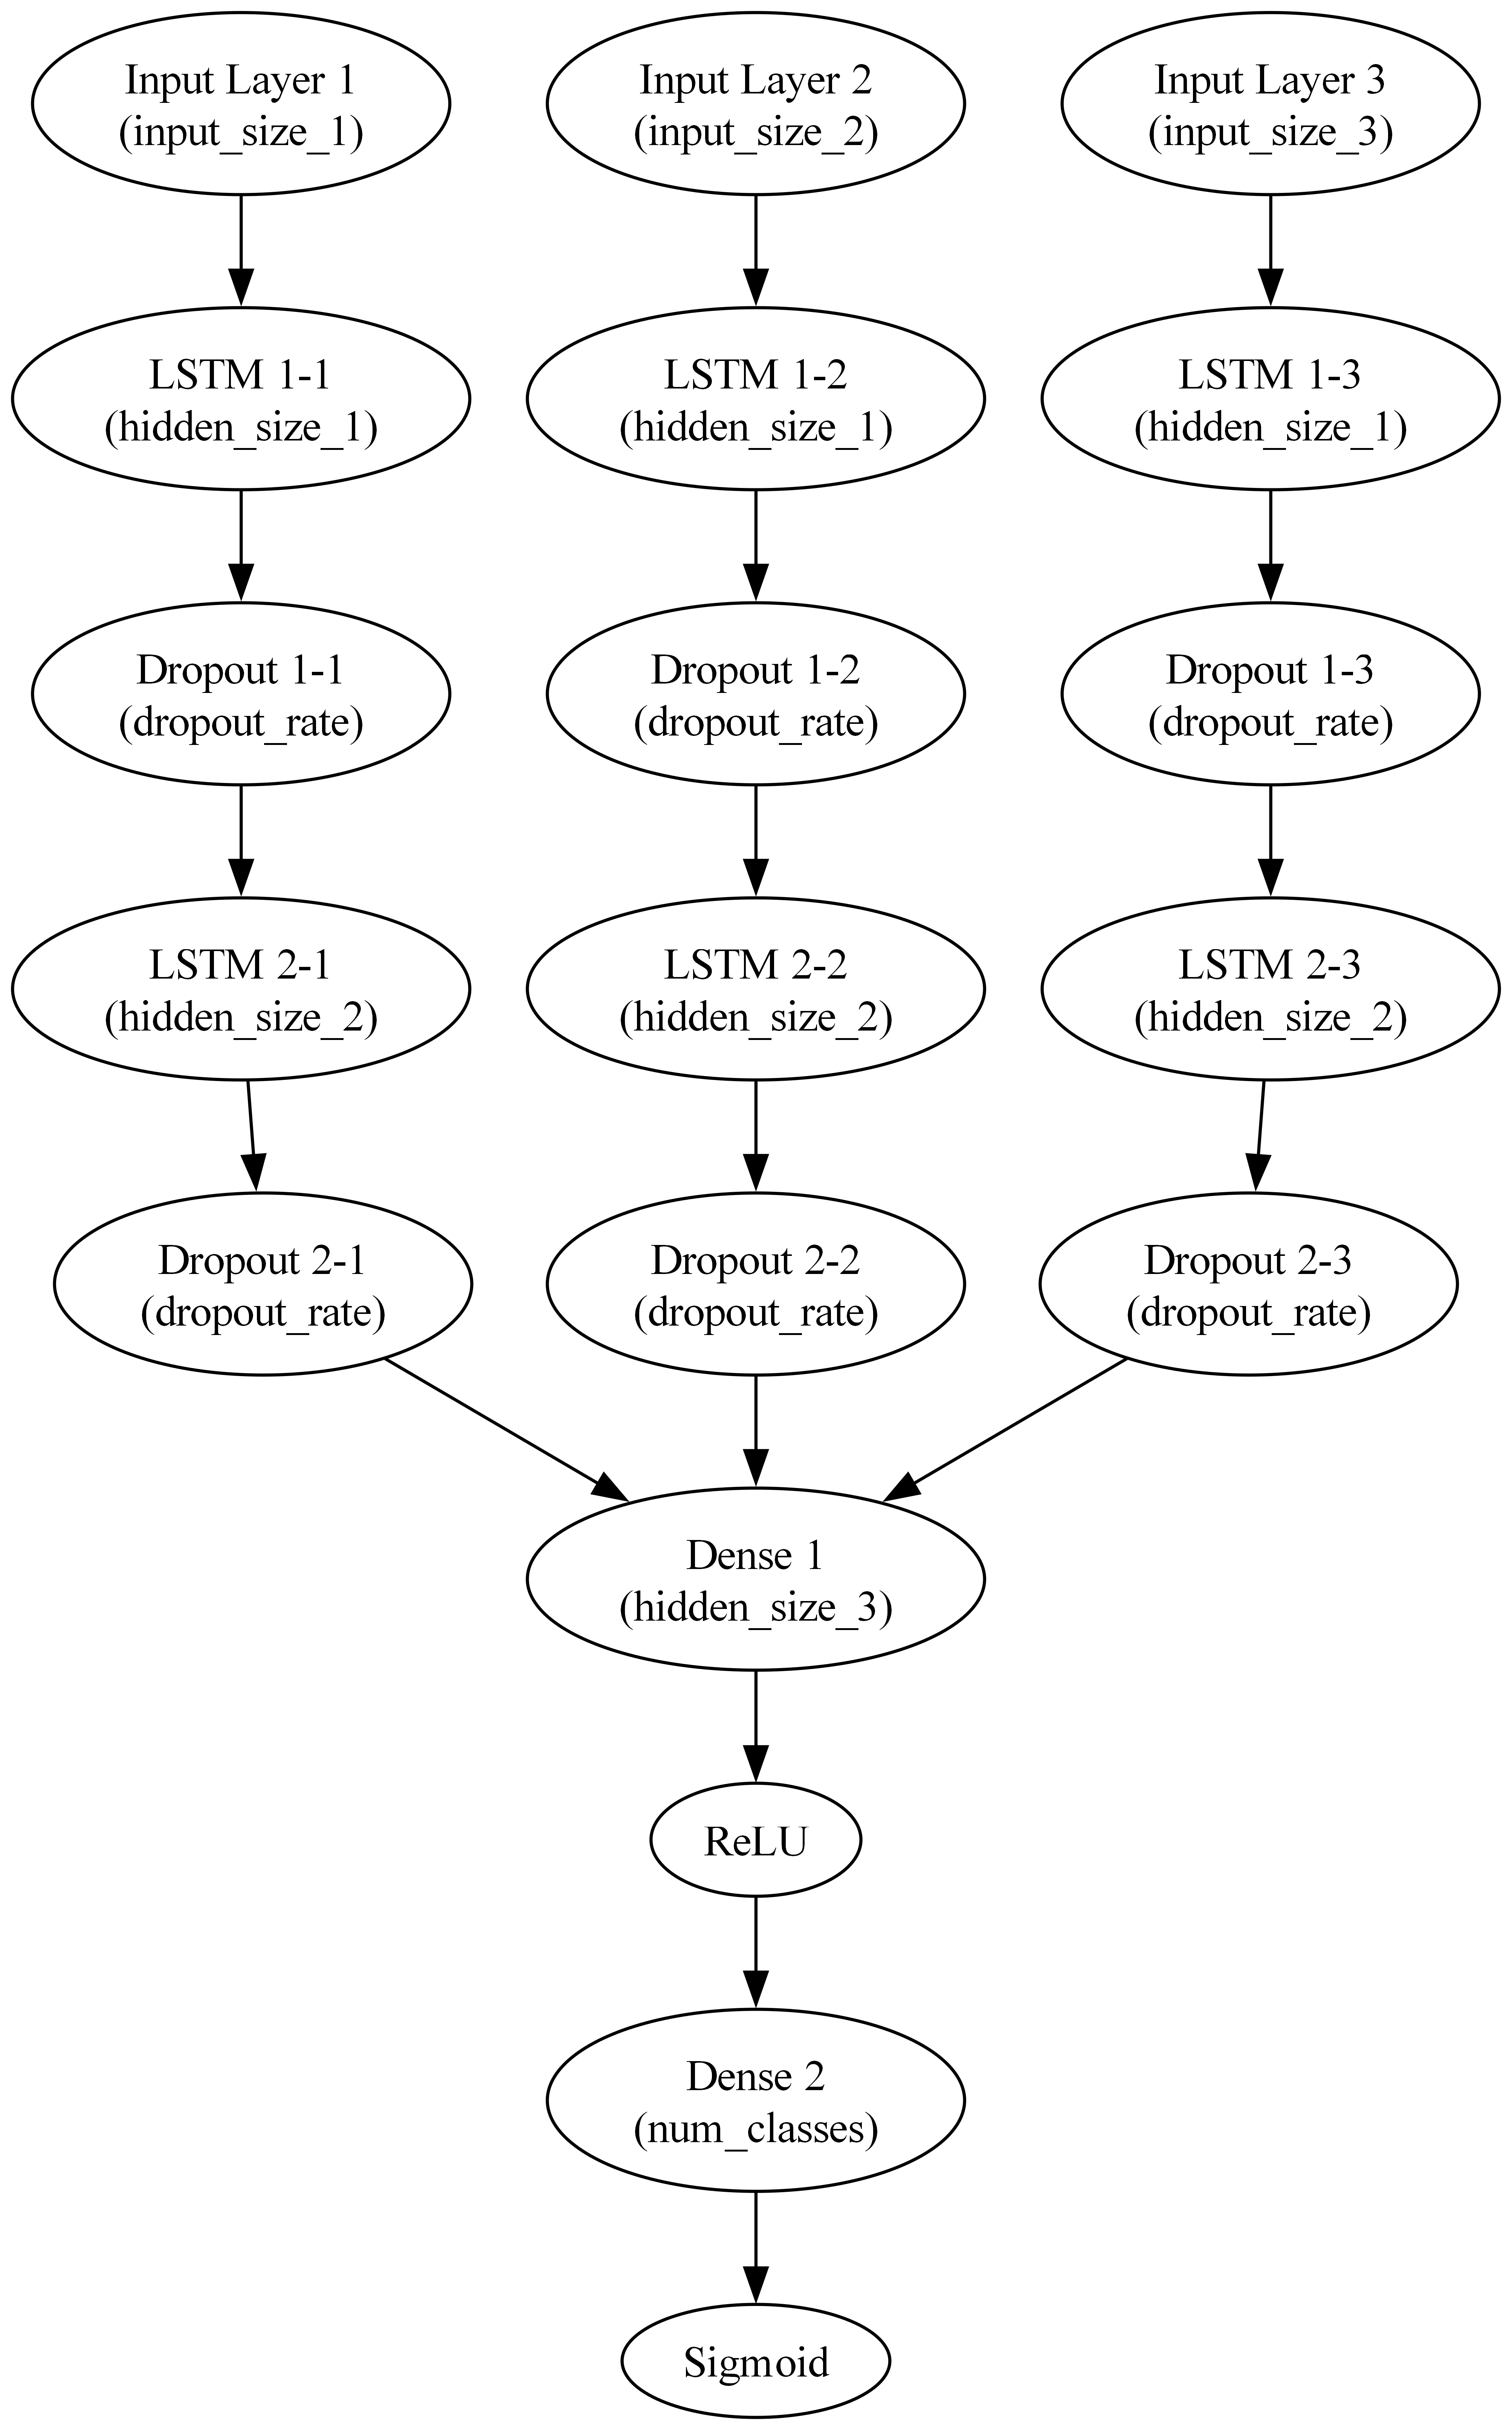 Input Layer 1
(input_size_1)
Input Layer 2
(input_size_2)
Input Layer 3
(input_size_3)
LSTM 1-1
(hidden_size_1)
LSTM 1-2
(hidden_size_1)
LSTM 1-3
(hidden_size_1)
Dropout 1-1
(dropout_rate)
Dropout 1-2
(dropout_rate)
Dropout 1-3
(dropout_rate)
LSTM 2-1
(hidden_size_2)
LSTM 2-2
(hidden_size_2)
LSTM 2-3
(hidden_size_2)
Dropout 2-1
(dropout_rate)
Dropout 2-2
(dropout_rate)
Dropout 2-3
(dropout_rate)
Dense 1
(hidden_size_3)
ReLU
Dense 2
(num_classes)
Sigmoid